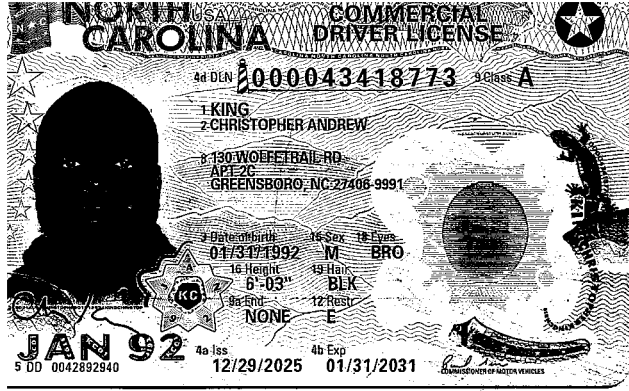 NORTH CAROLINA
USA
COMMERCIAL
DRIVER LICENSE
4d DLN 000043418773 9 Class A
1 KING
2 CHRISTOPHER ANDREW
8 130 WOLFETRAIL RD
APT 2C
GREENSBORO, NC 27406-9991
3 Date of birth 15 Sex 18 Eyes
01/31/1992 M BRO
16 Height 19 Hair
6'-03" BLK
9a End 12 Restr
NONE E
JAN 92
4a Iss 4b Exp
12/29/2025 01/31/2031
5 DD 0042892940
COMMISSIONER OF MOTOR VEHICLES